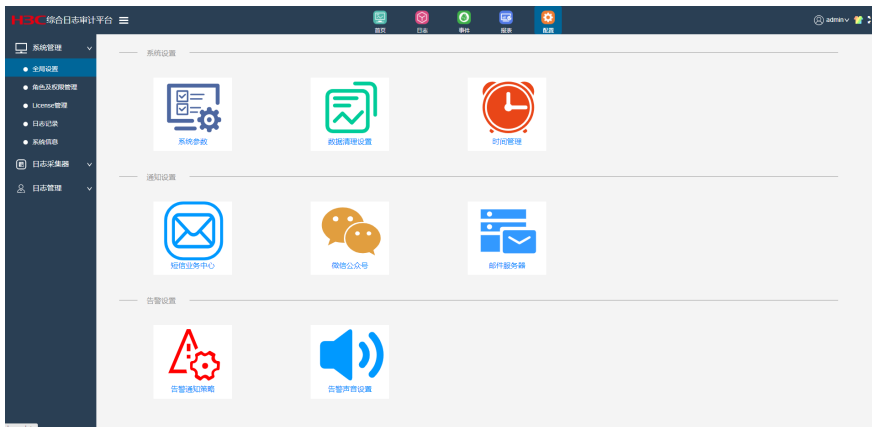 H3C 综合日志审计平台
首页 日志 事件 报表 配置
admin
系统管理
全局设置
角色及权限管理
License管理
日志记录
系统信息
日志采集器
日志管理
系统设置
系统参数 数据清理设置 时间管理
通知设置
短信业务中心 微信公众号 邮件服务器
告警设置
告警通知策略 告警声音设置